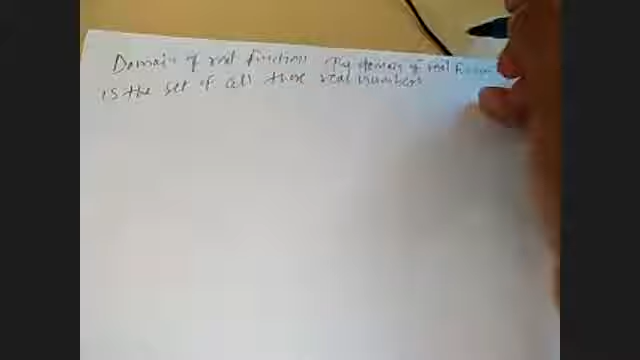 Domain of real function The domain of real
is the set of all those real numbers